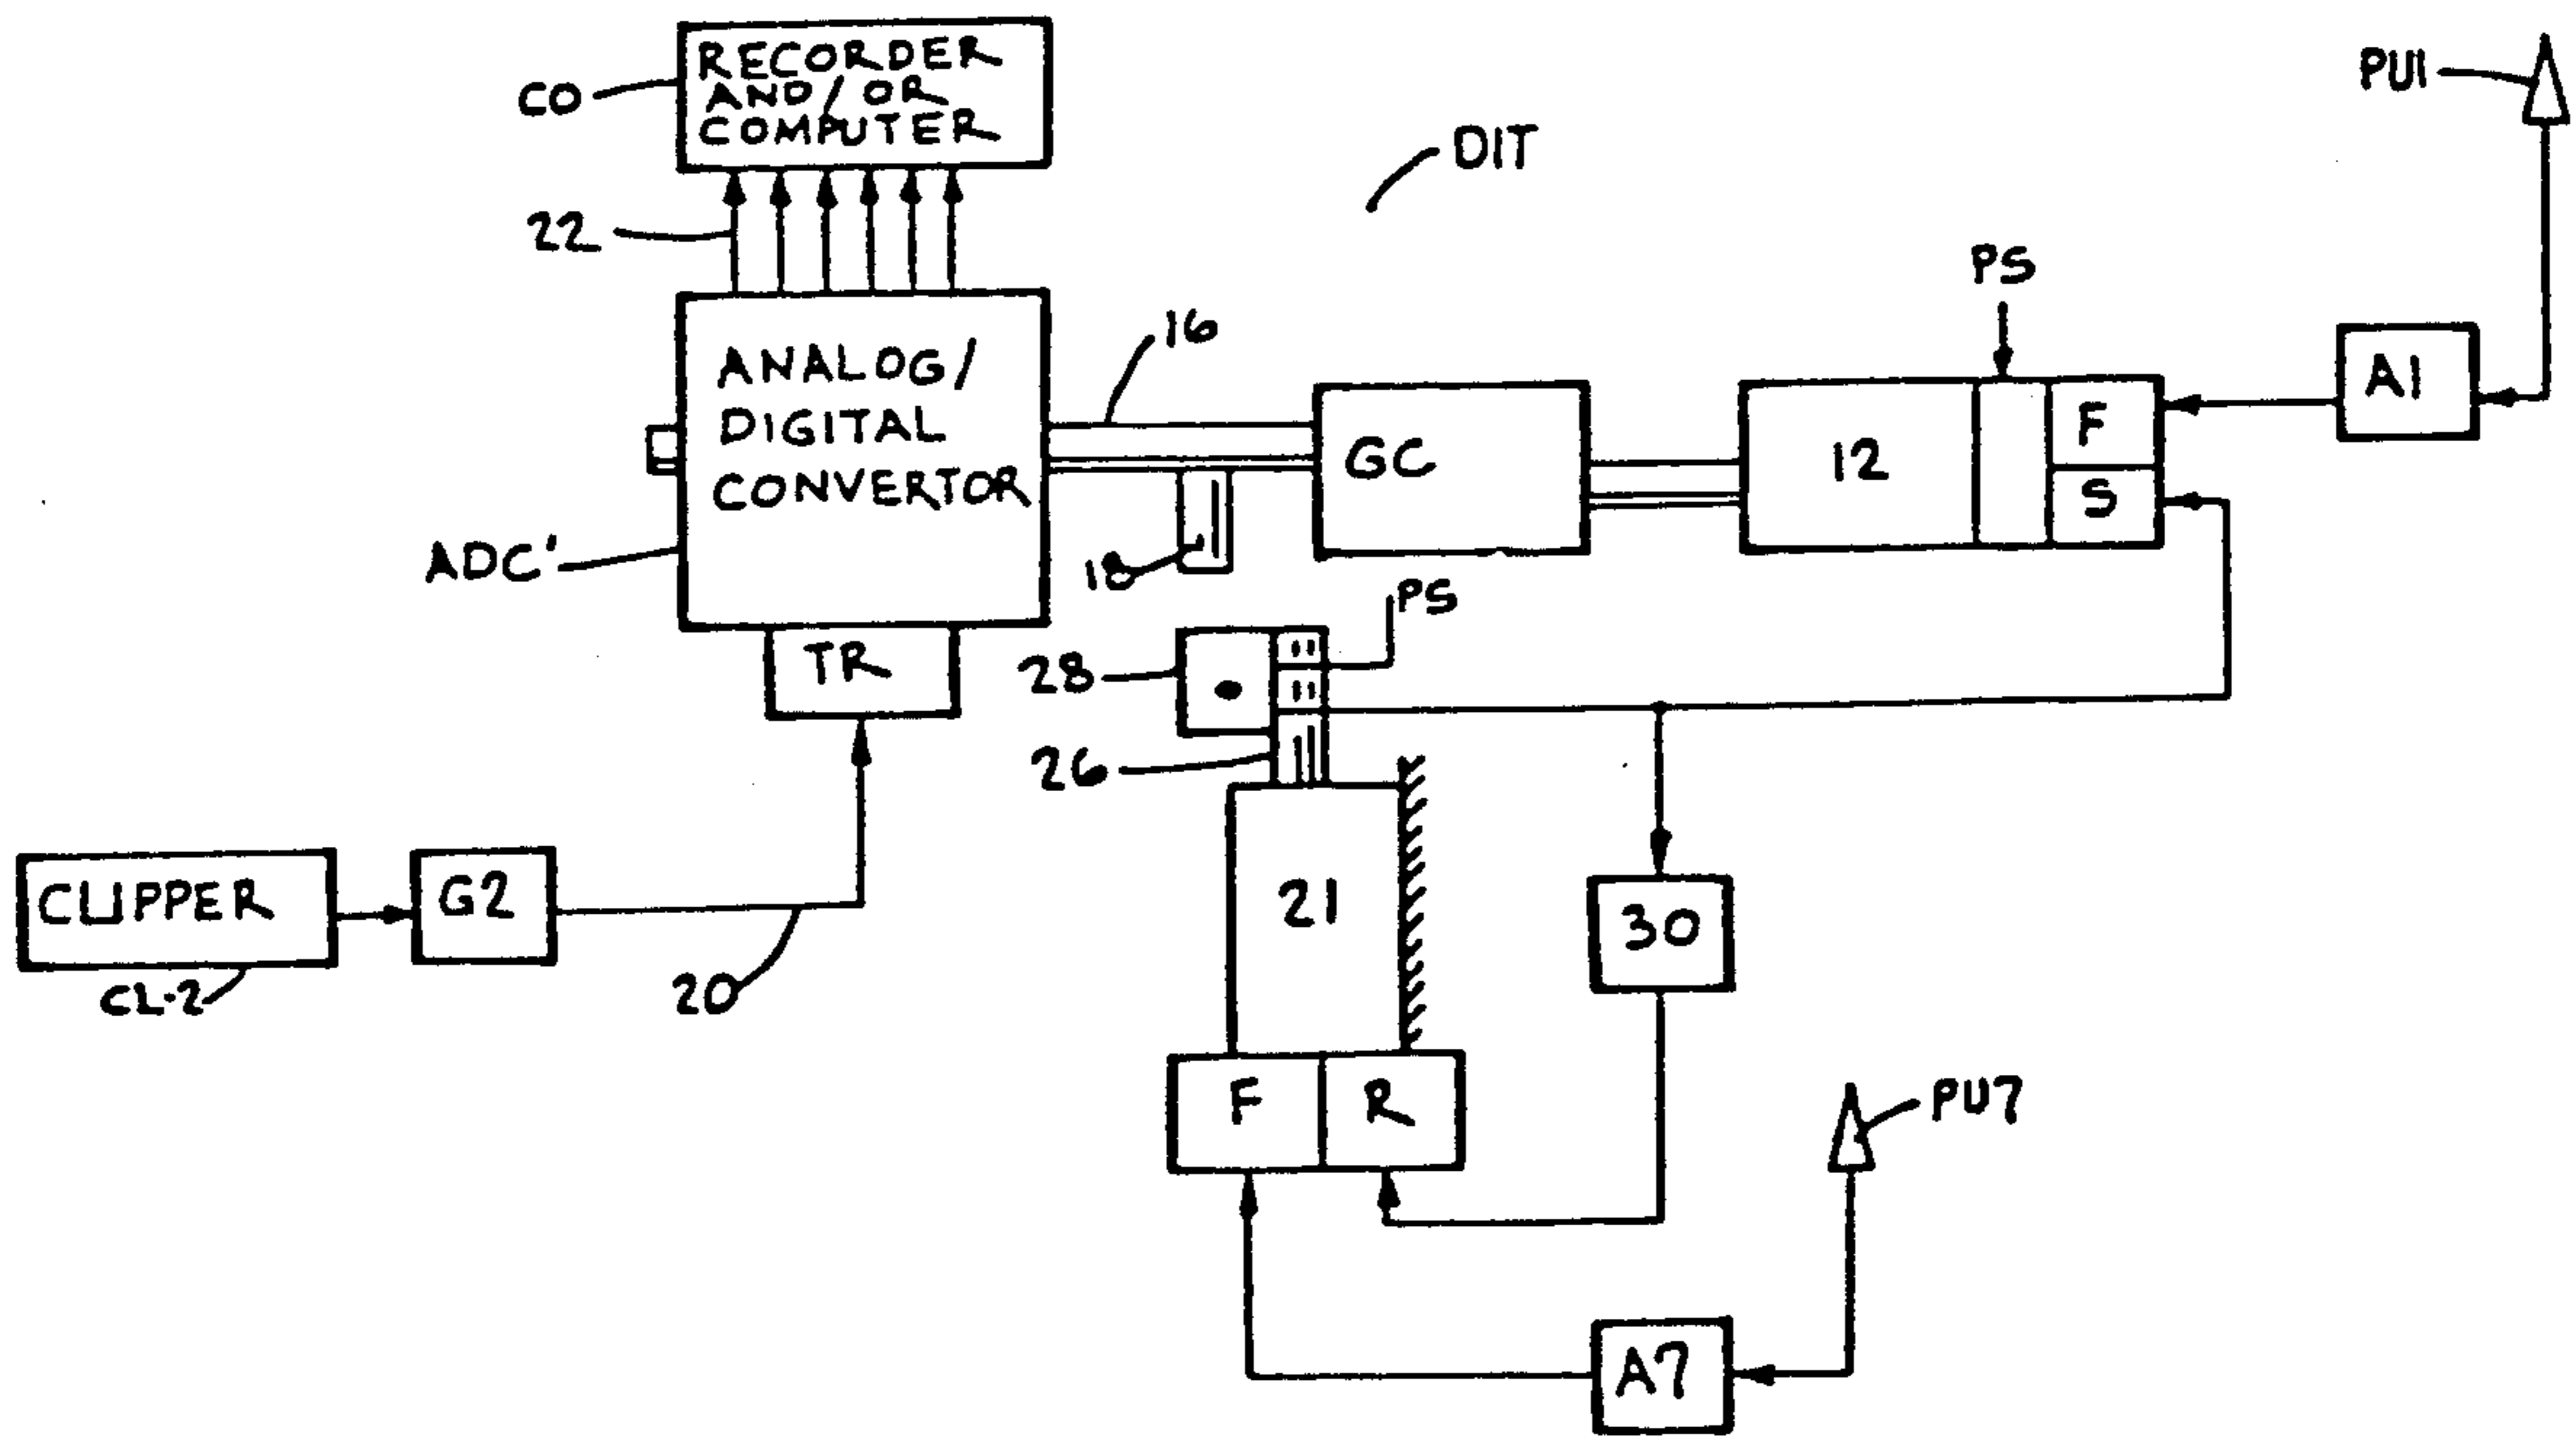 RECORDER
AND/OR
COMPUTER
CO
PU1
DIT
22
PS
16
A1
ANALOG/
DIGITAL
CONVERTOR
GC
12
F
S
ADC'
18
PS
TR
28
26
CLIPPER
G2
21
30
CL-2
20
F
R
PU7
A7